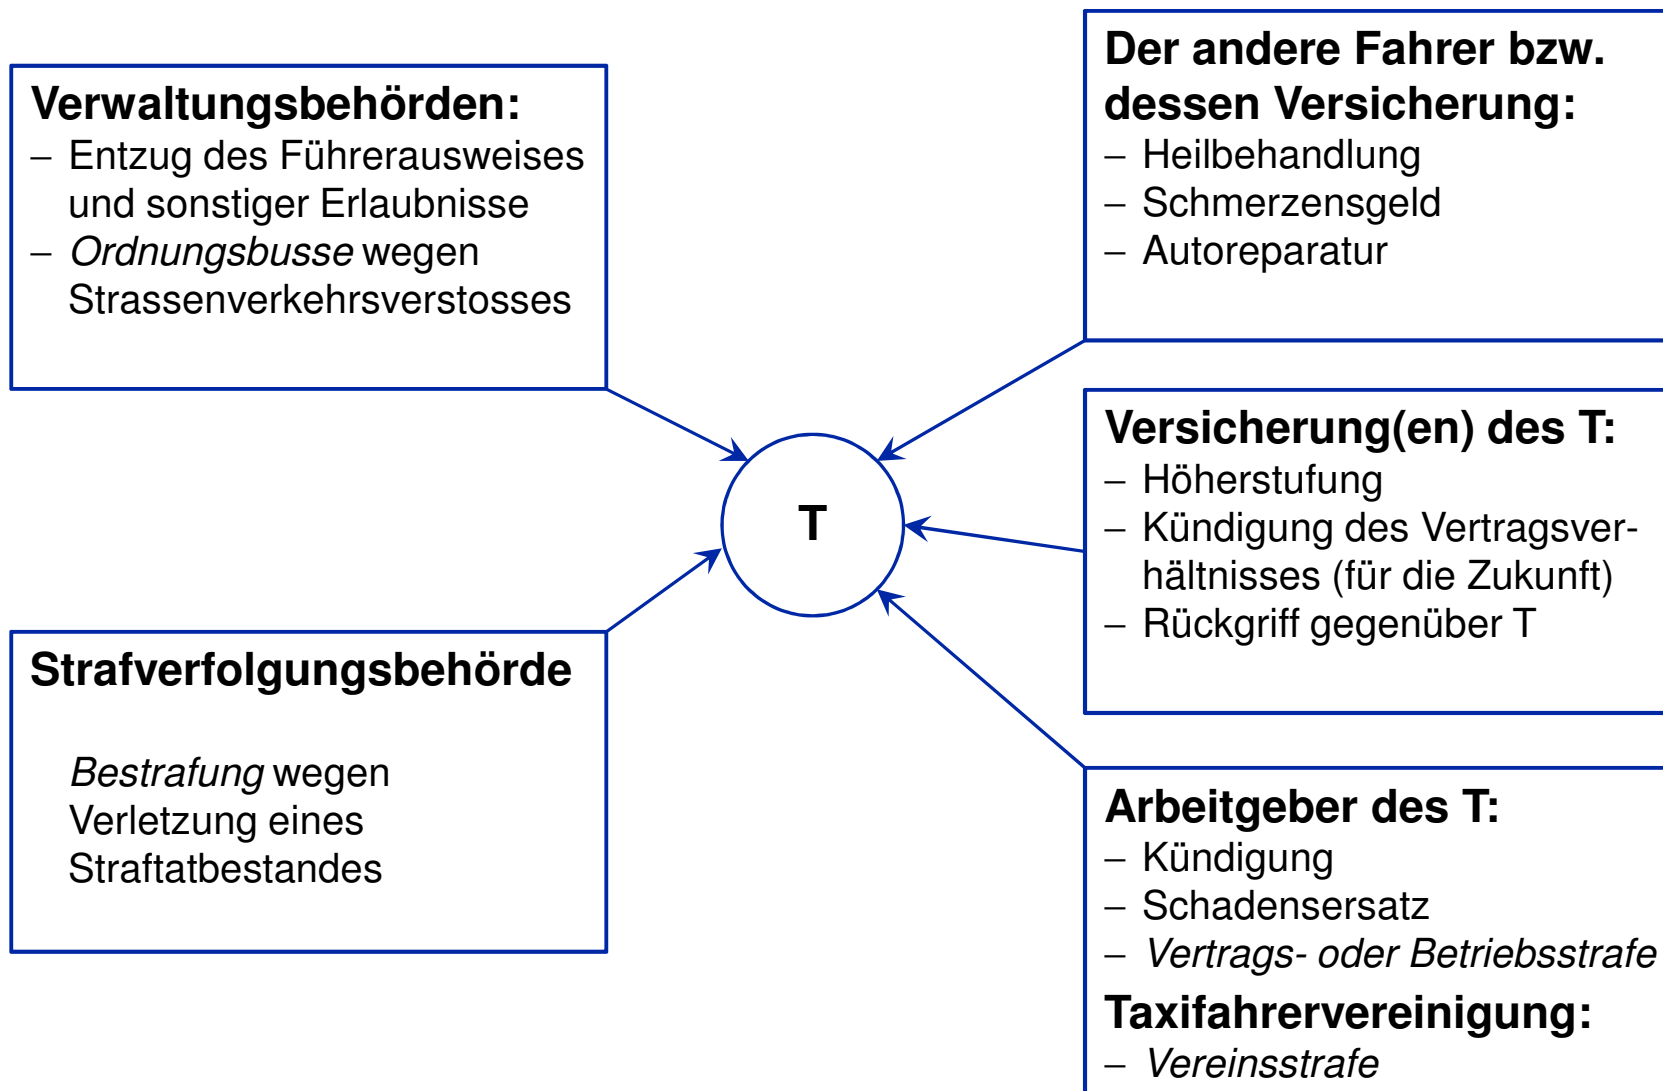 Verwaltungsbehörden:
– Entzug des Führerausweises
und sonstiger Erlaubnisse
– Ordnungsbusse wegen
Strassenverkehrsverstosses
Der andere Fahrer bzw.
dessen Versicherung:
– Heilbehandlung
– Schmerzensgeld
– Autoreparatur
T
Versicherung(en) des T:
– Höherstufung
– Kündigung des Vertragsver-
hältnisses (für die Zukunft)
– Rückgriff gegenüber T
Strafverfolgungsbehörde
Bestrafung wegen
Verletzung eines
Straftatbestandes
Arbeitgeber des T:
– Kündigung
– Schadensersatz
– Vertrags- oder Betriebsstrafe
Taxifahrervereinigung:
– Vereinsstrafe